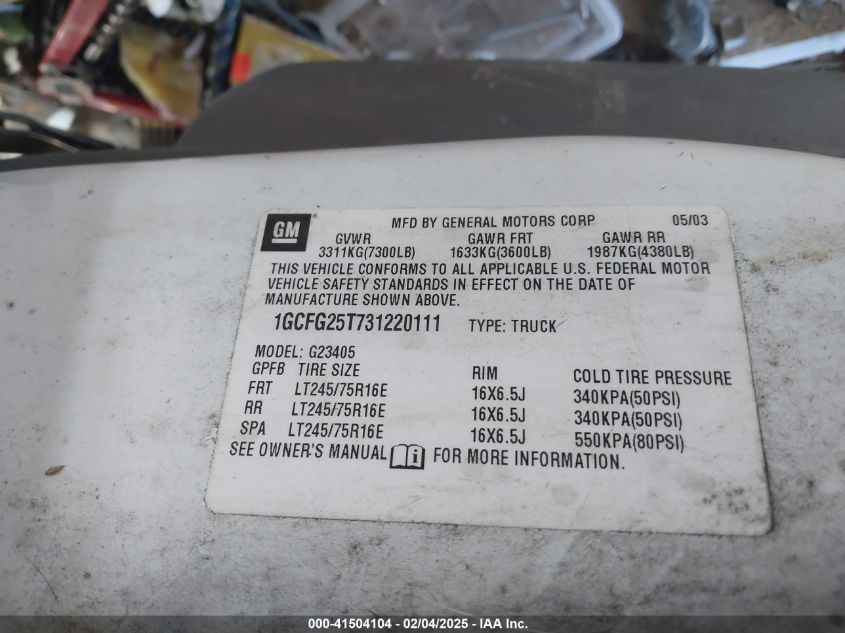 GM MFD BY GENERAL MOTORS CORP 05/03
GVWR GAWR FRT GAWR RR
3311KG(7300LB) 1633KG(3600LB) 1987KG(4380LB)
THIS VEHICLE CONFORMS TO ALL APPLICABLE U.S. FEDERAL MOTOR
VEHICLE SAFETY STANDARDS IN EFFECT ON THE DATE OF
MANUFACTURE SHOWN ABOVE.
1GCFG25T731220111 TYPE: TRUCK
MODEL: G23405
GPFB TIRE SIZE RIM COLD TIRE PRESSURE
FRT LT245/75R16E 16X6.5J 340KPA(50PSI)
RR LT245/75R16E 16X6.5J 340KPA(50PSI)
SPA LT245/75R16E 16X6.5J 550KPA(80PSI)
SEE OWNER'S MANUAL i FOR MORE INFORMATION.
000-41504104 - 02/04/2025 - IAA Inc.